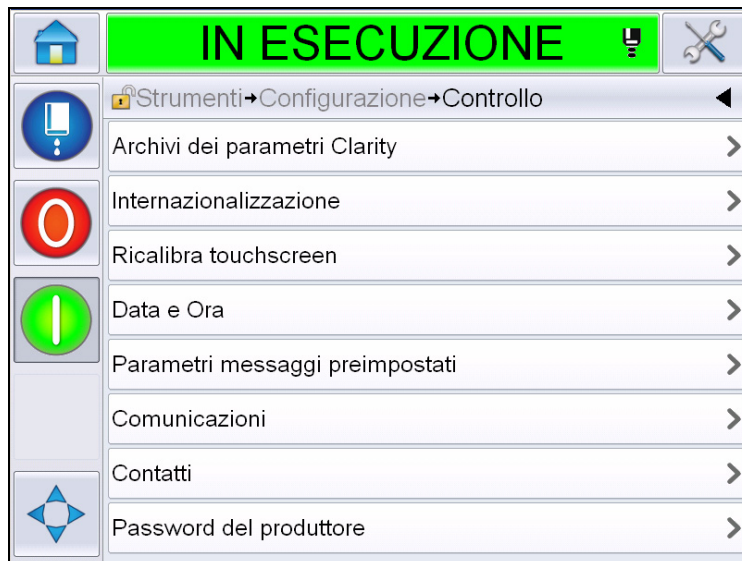 IN ESECUZIONE
Strumenti→Configurazione→Controllo
Archivi dei parametri Clarity
Internazionalizzazione
Ricalibra touchscreen
Data e Ora
Parametri messaggi preimpostati
Comunicazioni
Contatti
Password del produttore